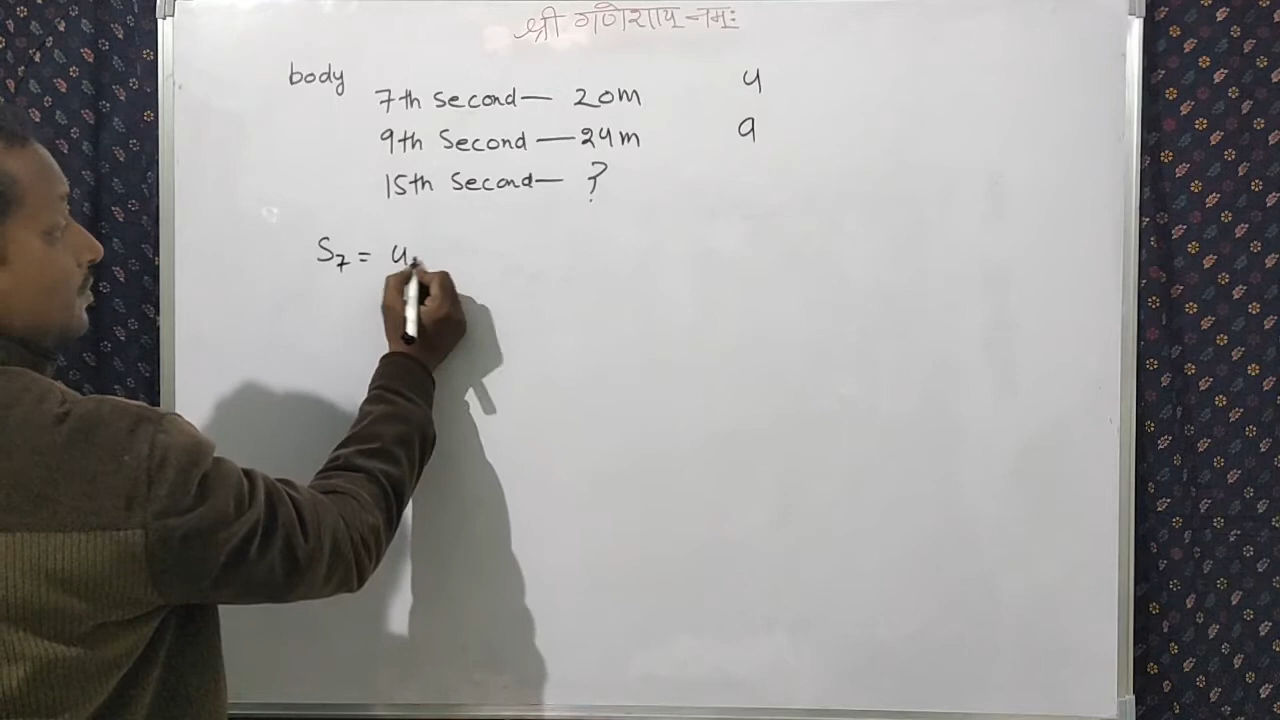 श्री गणेशाय नमः
body
7th second — 20m
9th Second — 24m
15th Second — ?
u
a
S7 = u